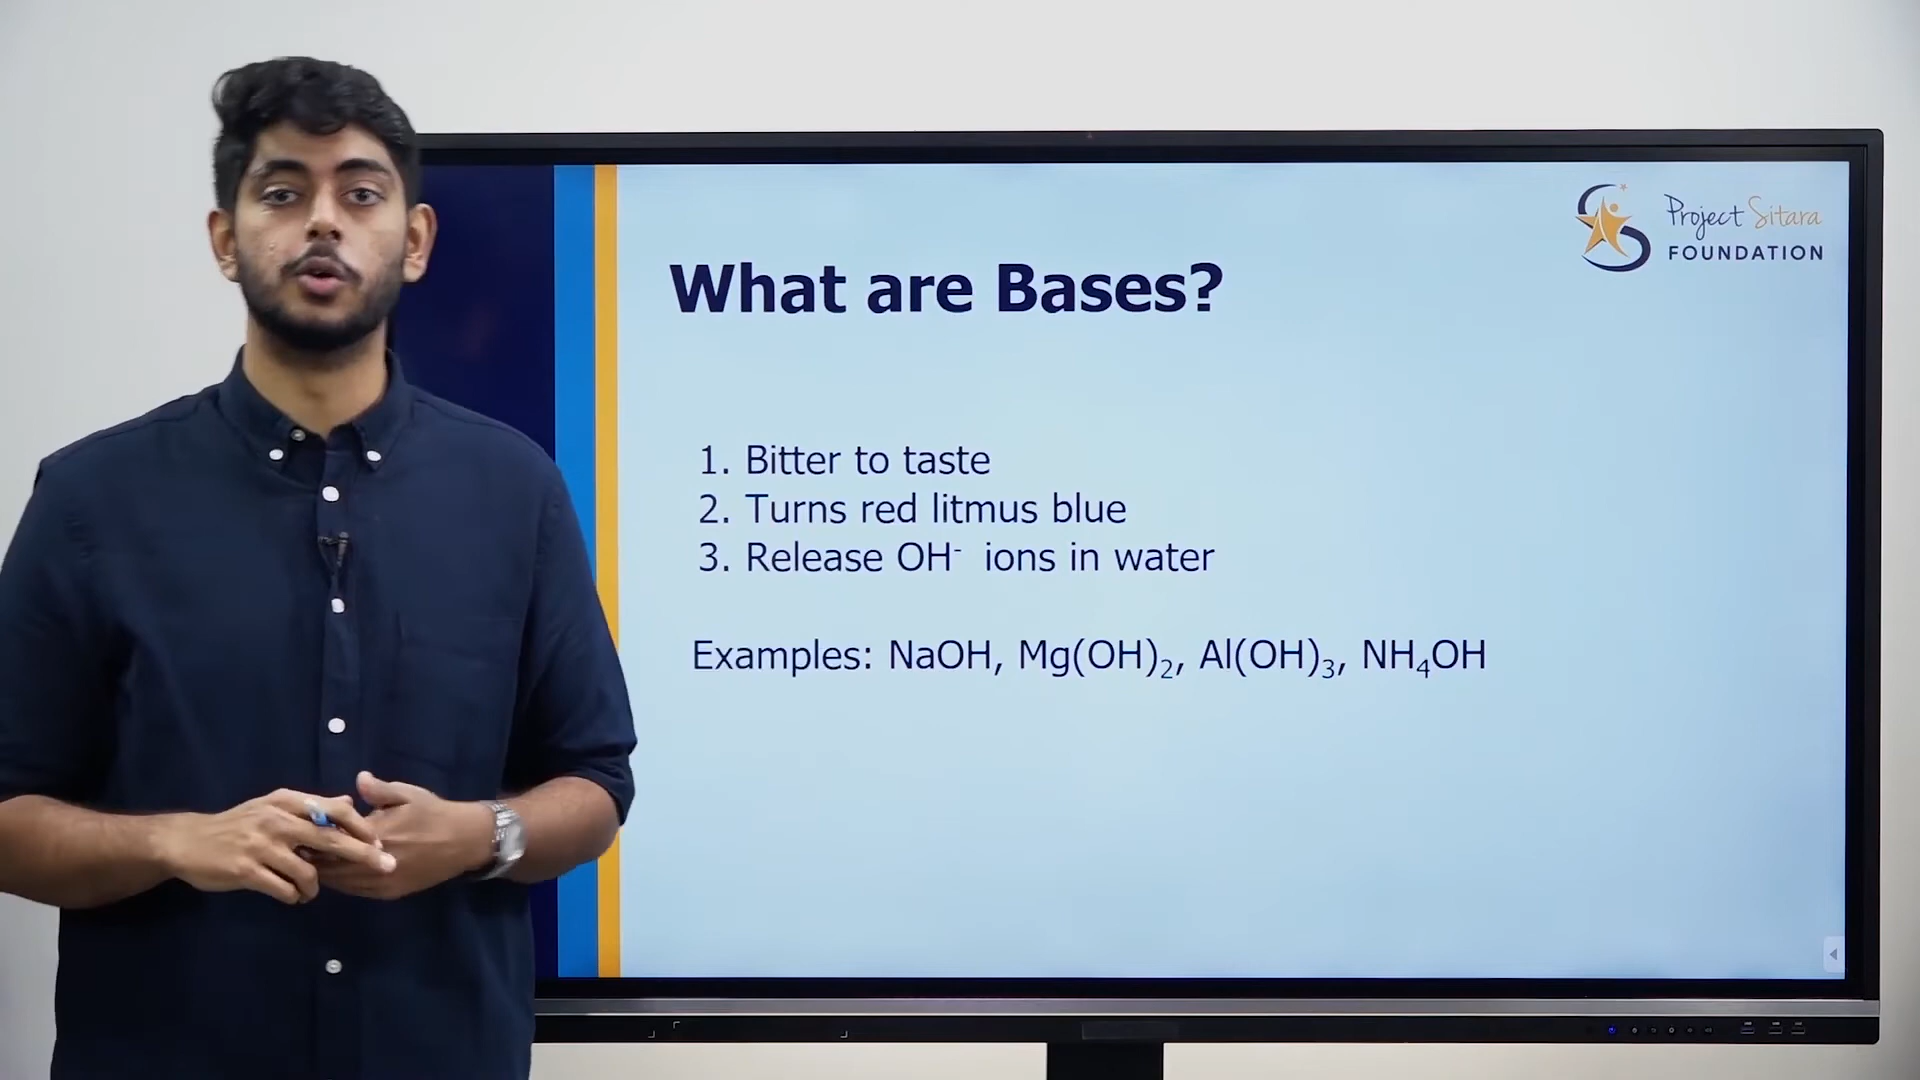 Project Sitara
FOUNDATION
What are Bases?
1. Bitter to taste
2. Turns red litmus blue
3. Release OH⁻ ions in water
Examples: NaOH, Mg(OH)₂, Al(OH)₃, NH₄OH